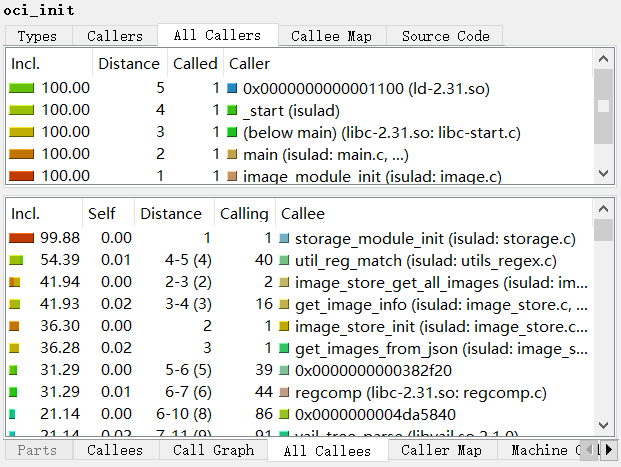 oci_init
Types Callers All Callers Callee Map Source Code
Incl. Distance Called Caller
100.00 5 1 0x0000000000001100 (ld-2.31.so)
100.00 4 1 _start (isulad)
100.00 3 1 (below main) (libc-2.31.so: libc-start.c)
100.00 2 1 main (isulad: main.c, ...)
100.00 1 1 image_module_init (isulad: image.c)
Incl. Self Distance Calling Callee
99.88 0.00 1 1 storage_module_init (isulad: storage.c)
54.39 0.01 4-5 (4) 40 util_reg_match (isulad: utils_regex.c)
41.94 0.00 2-3 (2) 2 image_store_get_all_images (isulad: im...
41.93 0.02 3-4 (3) 16 get_image_info (isulad: image_store.c, ...
36.30 0.00 2 1 image_store_init (isulad: image_store.c...
36.28 0.02 3 1 get_images_from_json (isulad: image_s...
31.29 0.00 5-6 (5) 39 0x0000000000382f20
31.29 0.01 6-7 (6) 44 regcomp (libc-2.31.so: regcomp.c)
21.14 0.00 6-10 (8) 86 0x0000000004da5840
21.14 0.02 7-11 (9) 91 yajl_tree_parse (libyajl.so.2.1.0)
Parts Callees Call Graph All Callees Caller Map Machine C